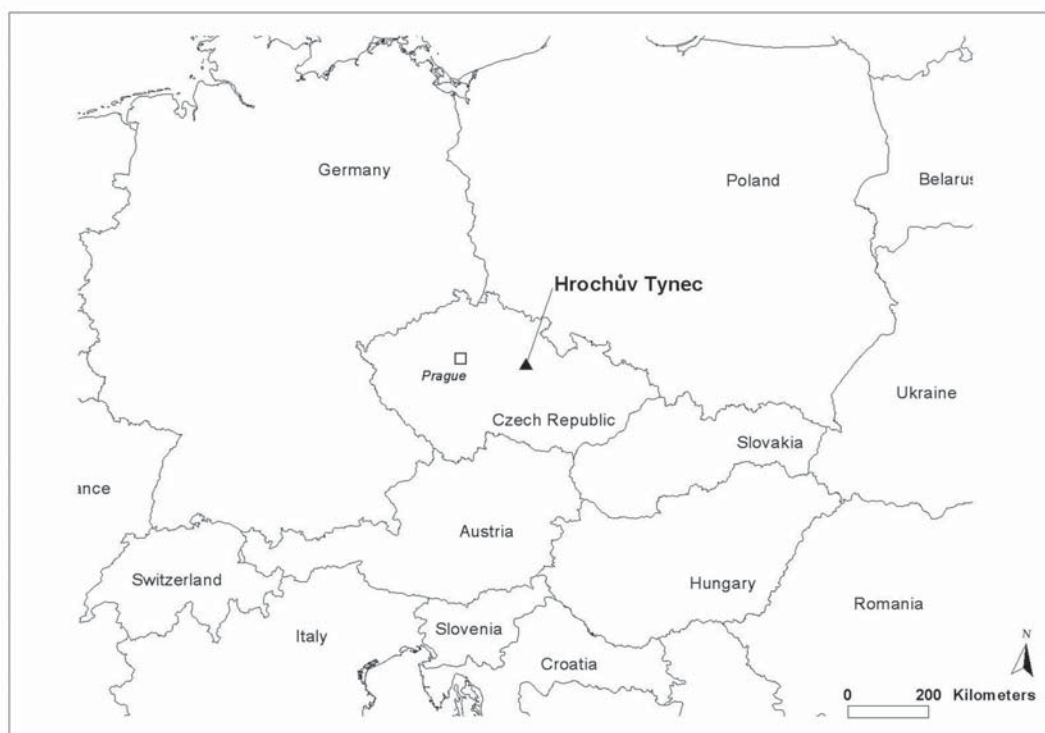 Germany
Poland
Belarus
Hrochův Tynec
Prague
Czech Republic
Ukraine
Slovakia
ance
Austria
Switzerland
Hungary
Romania
Italy
Slovenia
Croatia
N
0 200 Kilometers